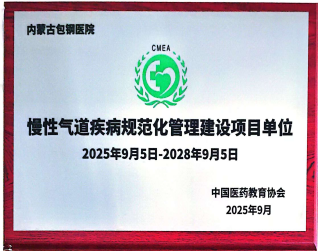 内蒙古包钢医院
CMEA
慢性气道疾病规范化管理建设项目单位
2025年9月5日-2028年9月5日
中国医药教育协会
2025年9月